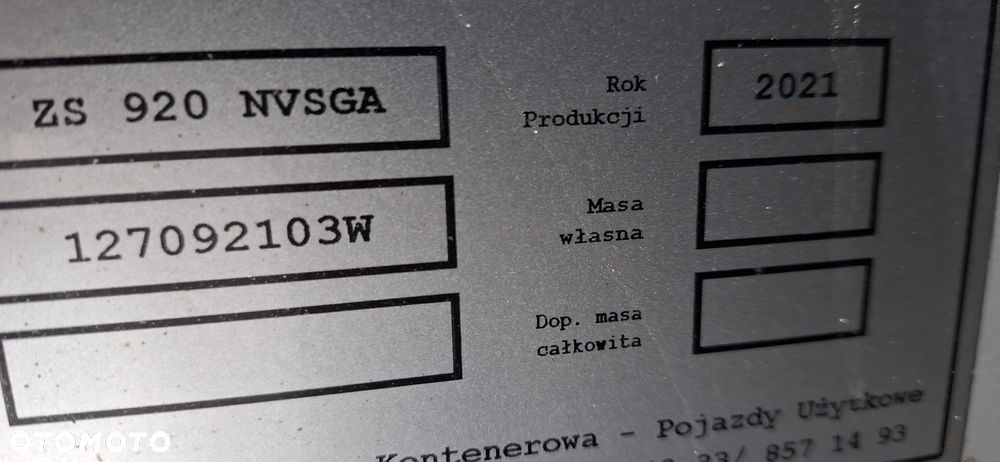 ZS 920 NVSGA
Rok
Produkcji
2021
127092103W
Masa
własna
Dop. masa
całkowita
Kontenerowa - Pojazdy Użytkowe
33/ 857 14 93
OTOMOTO